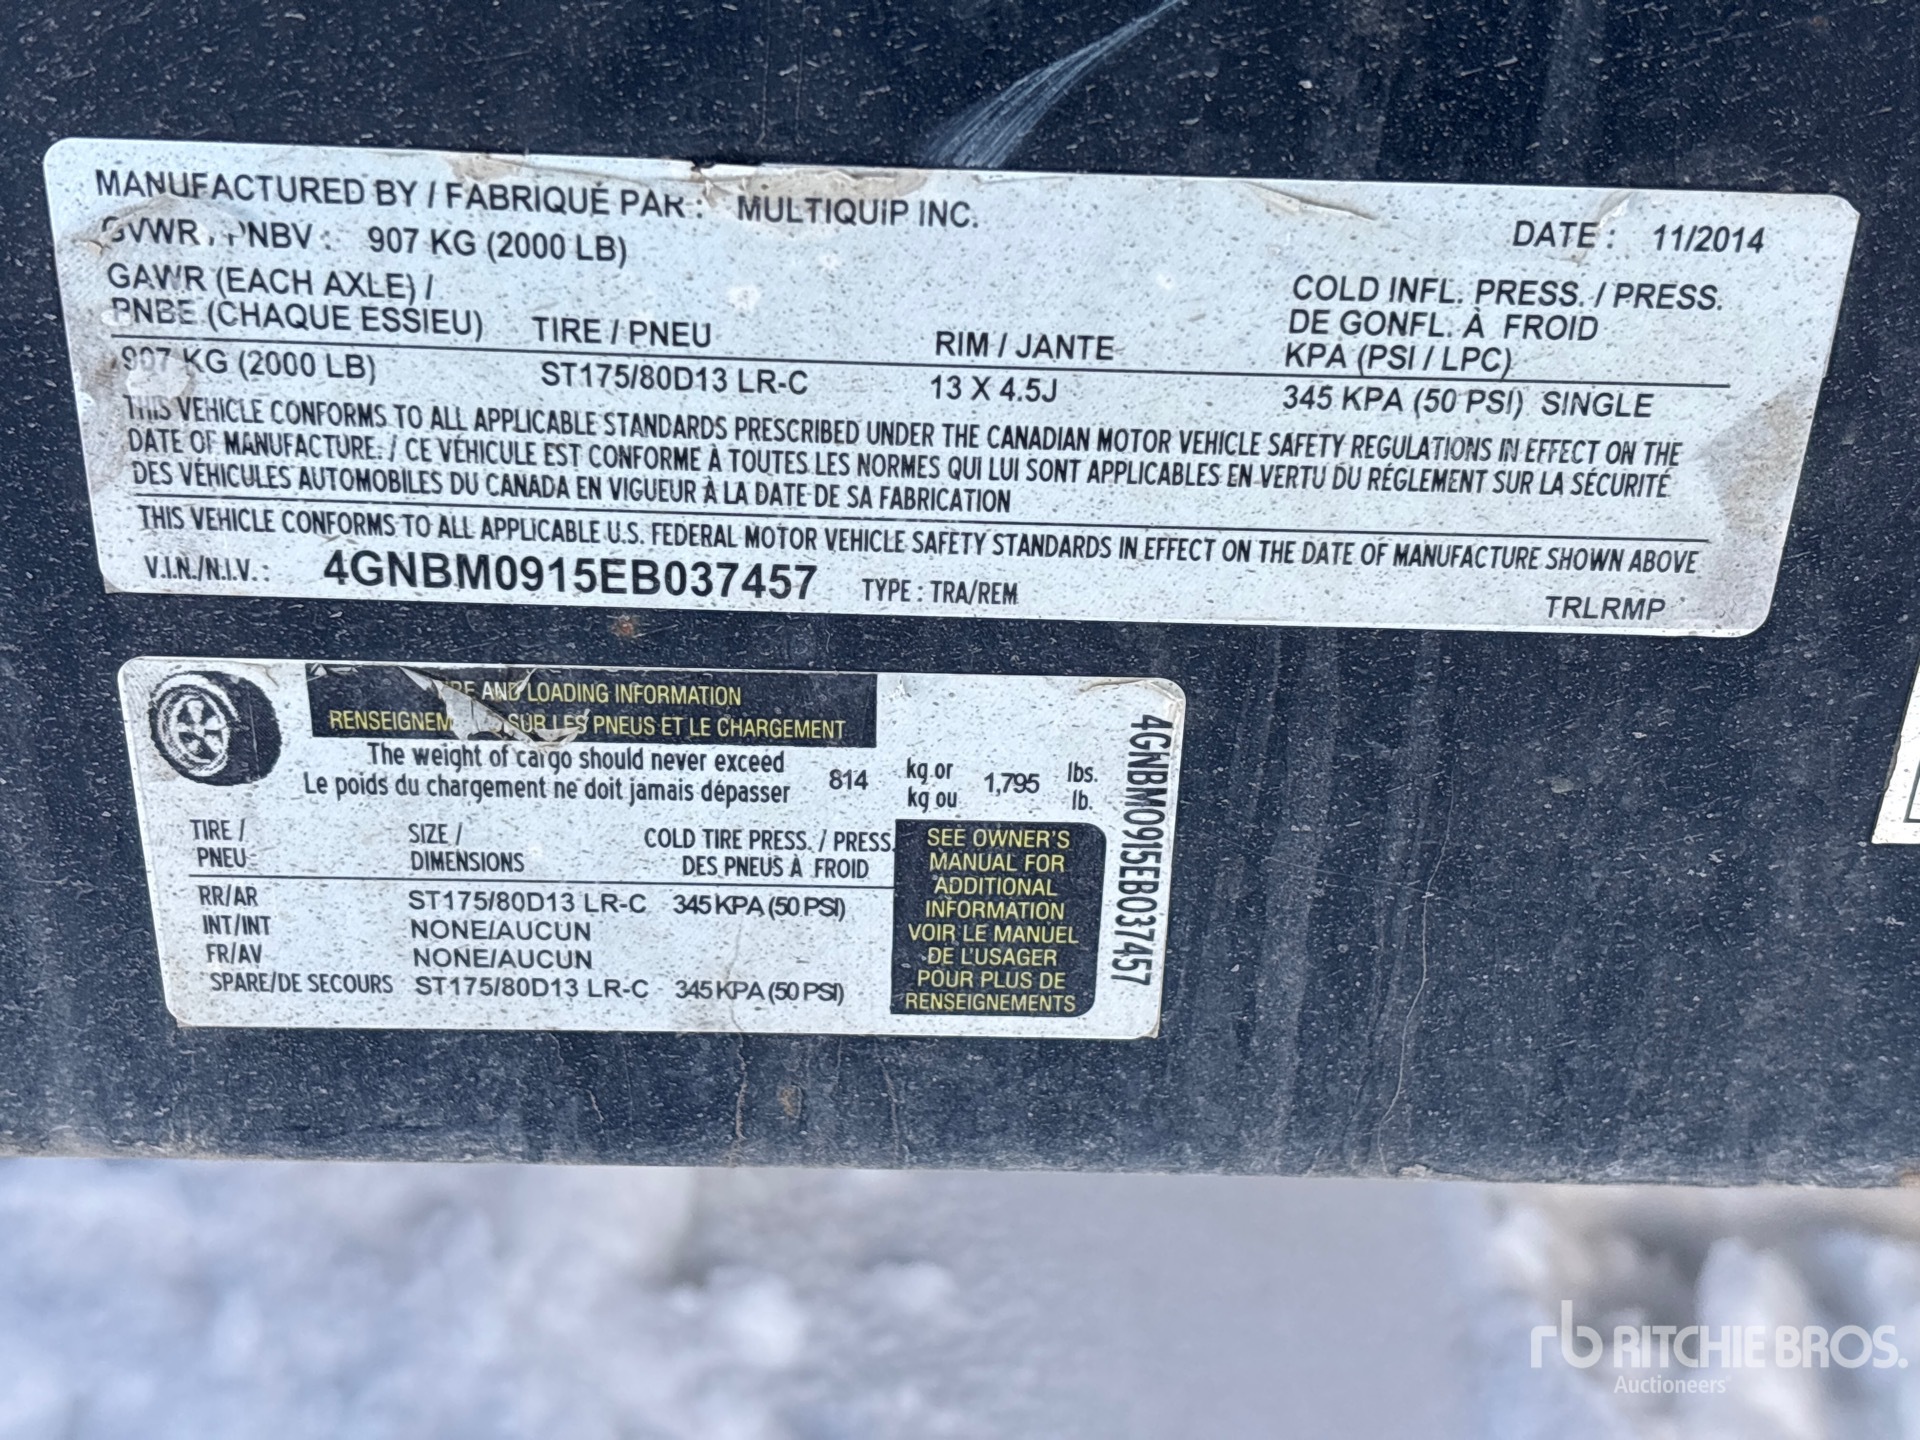 MANUFACTURED BY / FABRIQUÉ PAR : MULTIQUIP INC.
DATE : 11/2014
GVWR / PNBV : 907 KG (2000 LB)
GAWR (EACH AXLE) /
PNBE (CHAQUE ESSIEU)
TIRE / PNEU
RIM / JANTE
COLD INFL. PRESS. / PRESS.
DE GONFL. À FROID
KPA (PSI / LPC)
907 KG (2000 LB) ST175/80D13 LR-C 13 X 4.5J 345 KPA (50 PSI) SINGLE
THIS VEHICLE CONFORMS TO ALL APPLICABLE STANDARDS PRESCRIBED UNDER THE CANADIAN MOTOR VEHICLE SAFETY REGULATIONS IN EFFECT ON THE
DATE OF MANUFACTURE: / CE VÉHICULE EST CONFORME À TOUTES LES NORMES QUI LUI SONT APPLICABLES EN VERTU DU RÉGLEMENT SUR LA SÉCURITÉ
DES VÉHICULES AUTOMOBILES DU CANADA EN VIGUEUR À LA DATE DE SA FABRICATION
THIS VEHICLE CONFORMS TO ALL APPLICABLE U.S. FEDERAL MOTOR VEHICLE SAFETY STANDARDS IN EFFECT ON THE DATE OF MANUFACTURE SHOWN ABOVE
V.I.N./N.I.V. : 4GNBM0915EB037457 TYPE : TRA/REM
TRLRMP
AND LOADING INFORMATION
SUR LES PNEUS ET LE CHARGEMENT
The weight of cargo should never exceed
Le poids du chargement ne doit jamais dépasser
814 kg or 1,795 lbs.
kg ou lb.
TIRE / SIZE / COLD TIRE PRESS. / PRESS.
PNEU DIMENSIONS DES PNEUS À FROID
RR/AR ST175/80D13 LR-C 345 KPA (50 PSI)
INT/INT NONE/AUCUN
FR/AV NONE/AUCUN
SPARE/DE SECOURS ST175/80D13 LR-C 345 KPA (50 PSI)
SEE OWNER'S
MANUAL FOR
ADDITIONAL
INFORMATION
VOIR LE MANUEL
DE L'USAGER
POUR PLUS DE
RENSEIGNEMENTS
4GNBM0915EB037457
rb RITCHIE BROS.
Auctioneers